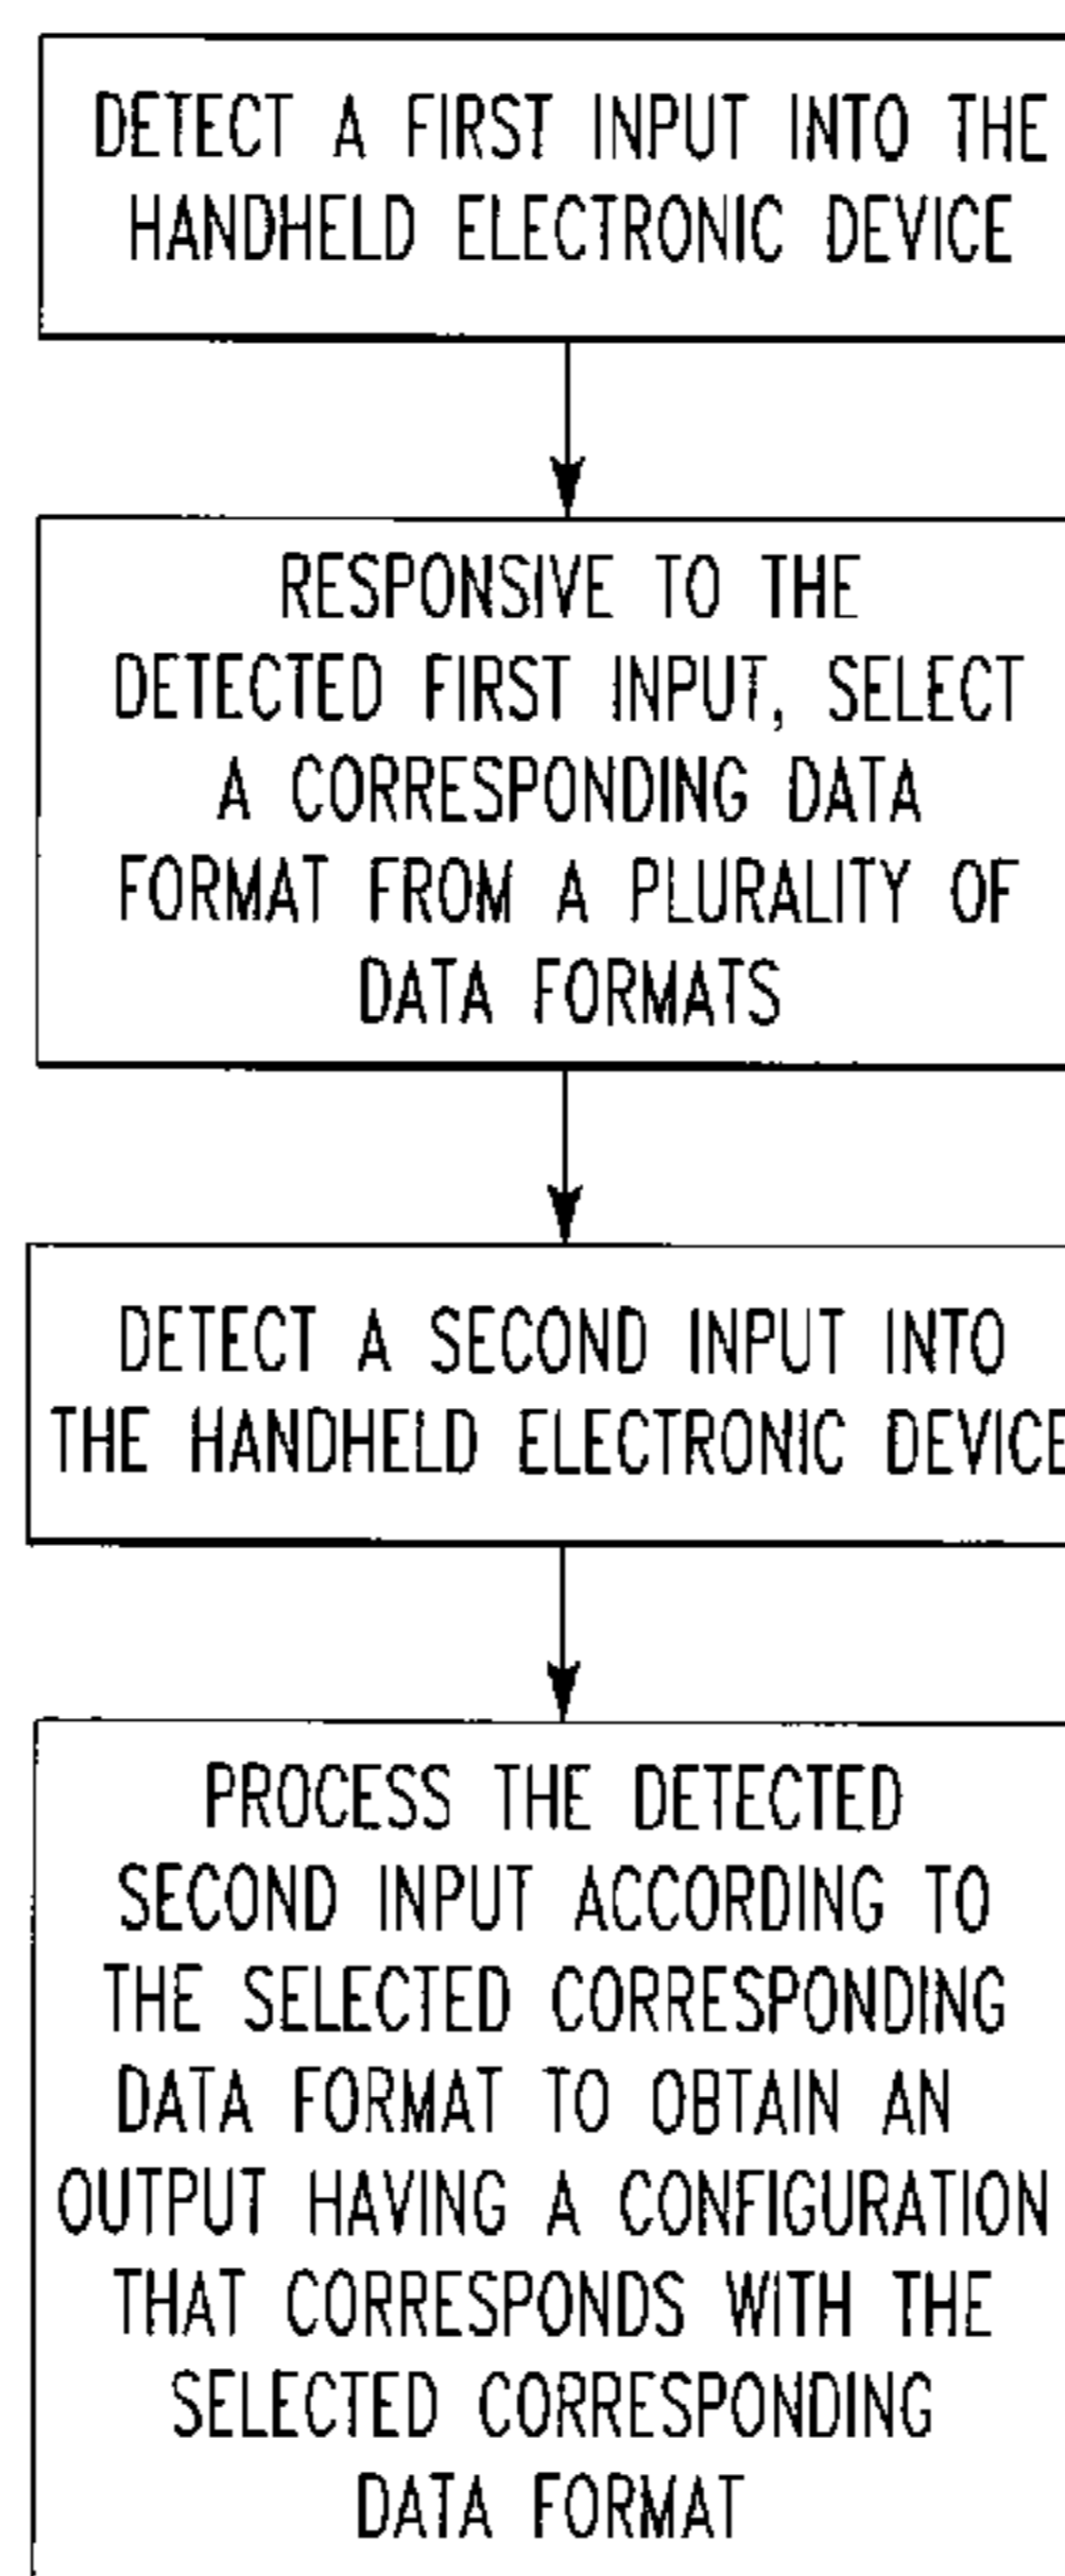 DETECT A FIRST INPUT INTO THE
HANDHELD ELECTRONIC DEVICE
RESPONSIVE TO THE
DETECTED FIRST INPUT, SELECT
A CORRESPONDING DATA
FORMAT FROM A PLURALITY OF
DATA FORMATS
DETECT A SECOND INPUT INTO
THE HANDHELD ELECTRONIC DEVICE
PROCESS THE DETECTED
SECOND INPUT ACCORDING TO
THE SELECTED CORRESPONDING
DATA FORMAT TO OBTAIN AN
OUTPUT HAVING A CONFIGURATION
THAT CORRESPONDS WITH THE
SELECTED CORRESPONDING
DATA FORMAT